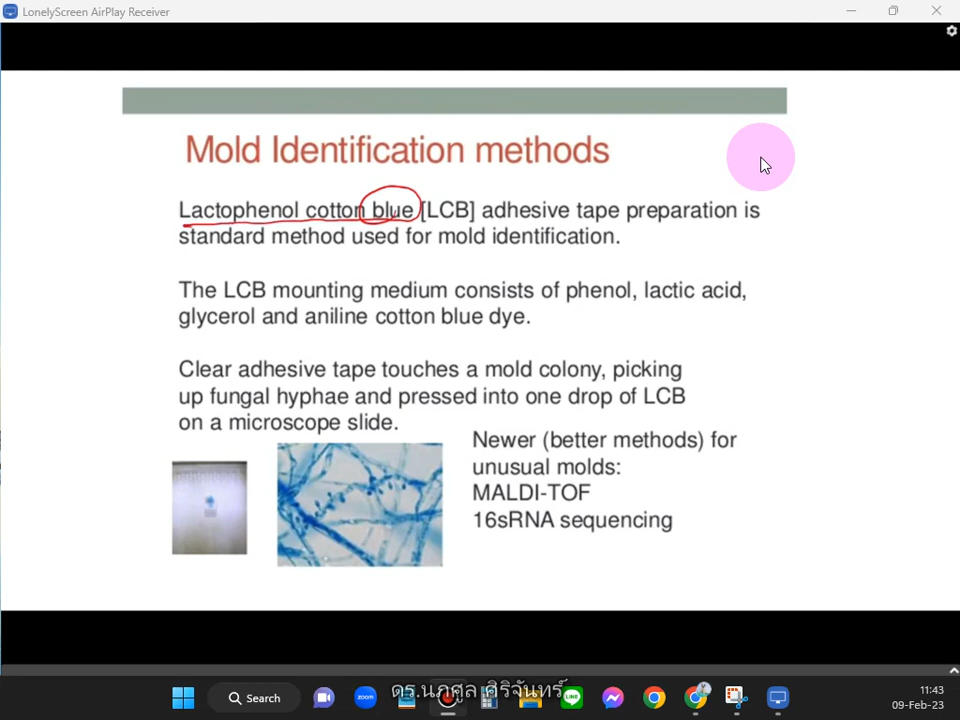 LonelyScreen AirPlay Receiver
Mold Identification methods
Lactophenol cotton blue [LCB] adhesive tape preparation is
standard method used for mold identification.
The LCB mounting medium consists of phenol, lactic acid,
glycerol and aniline cotton blue dye.
Clear adhesive tape touches a mold colony, picking
up fungal hyphae and pressed into one drop of LCB
on a microscope slide.
Newer (better methods) for
unusual molds:
MALDI-TOF
16sRNA sequencing
Search
zoom
ดร.นภศูล ศิริจันทร์
LINE
11:43
09-Feb-23